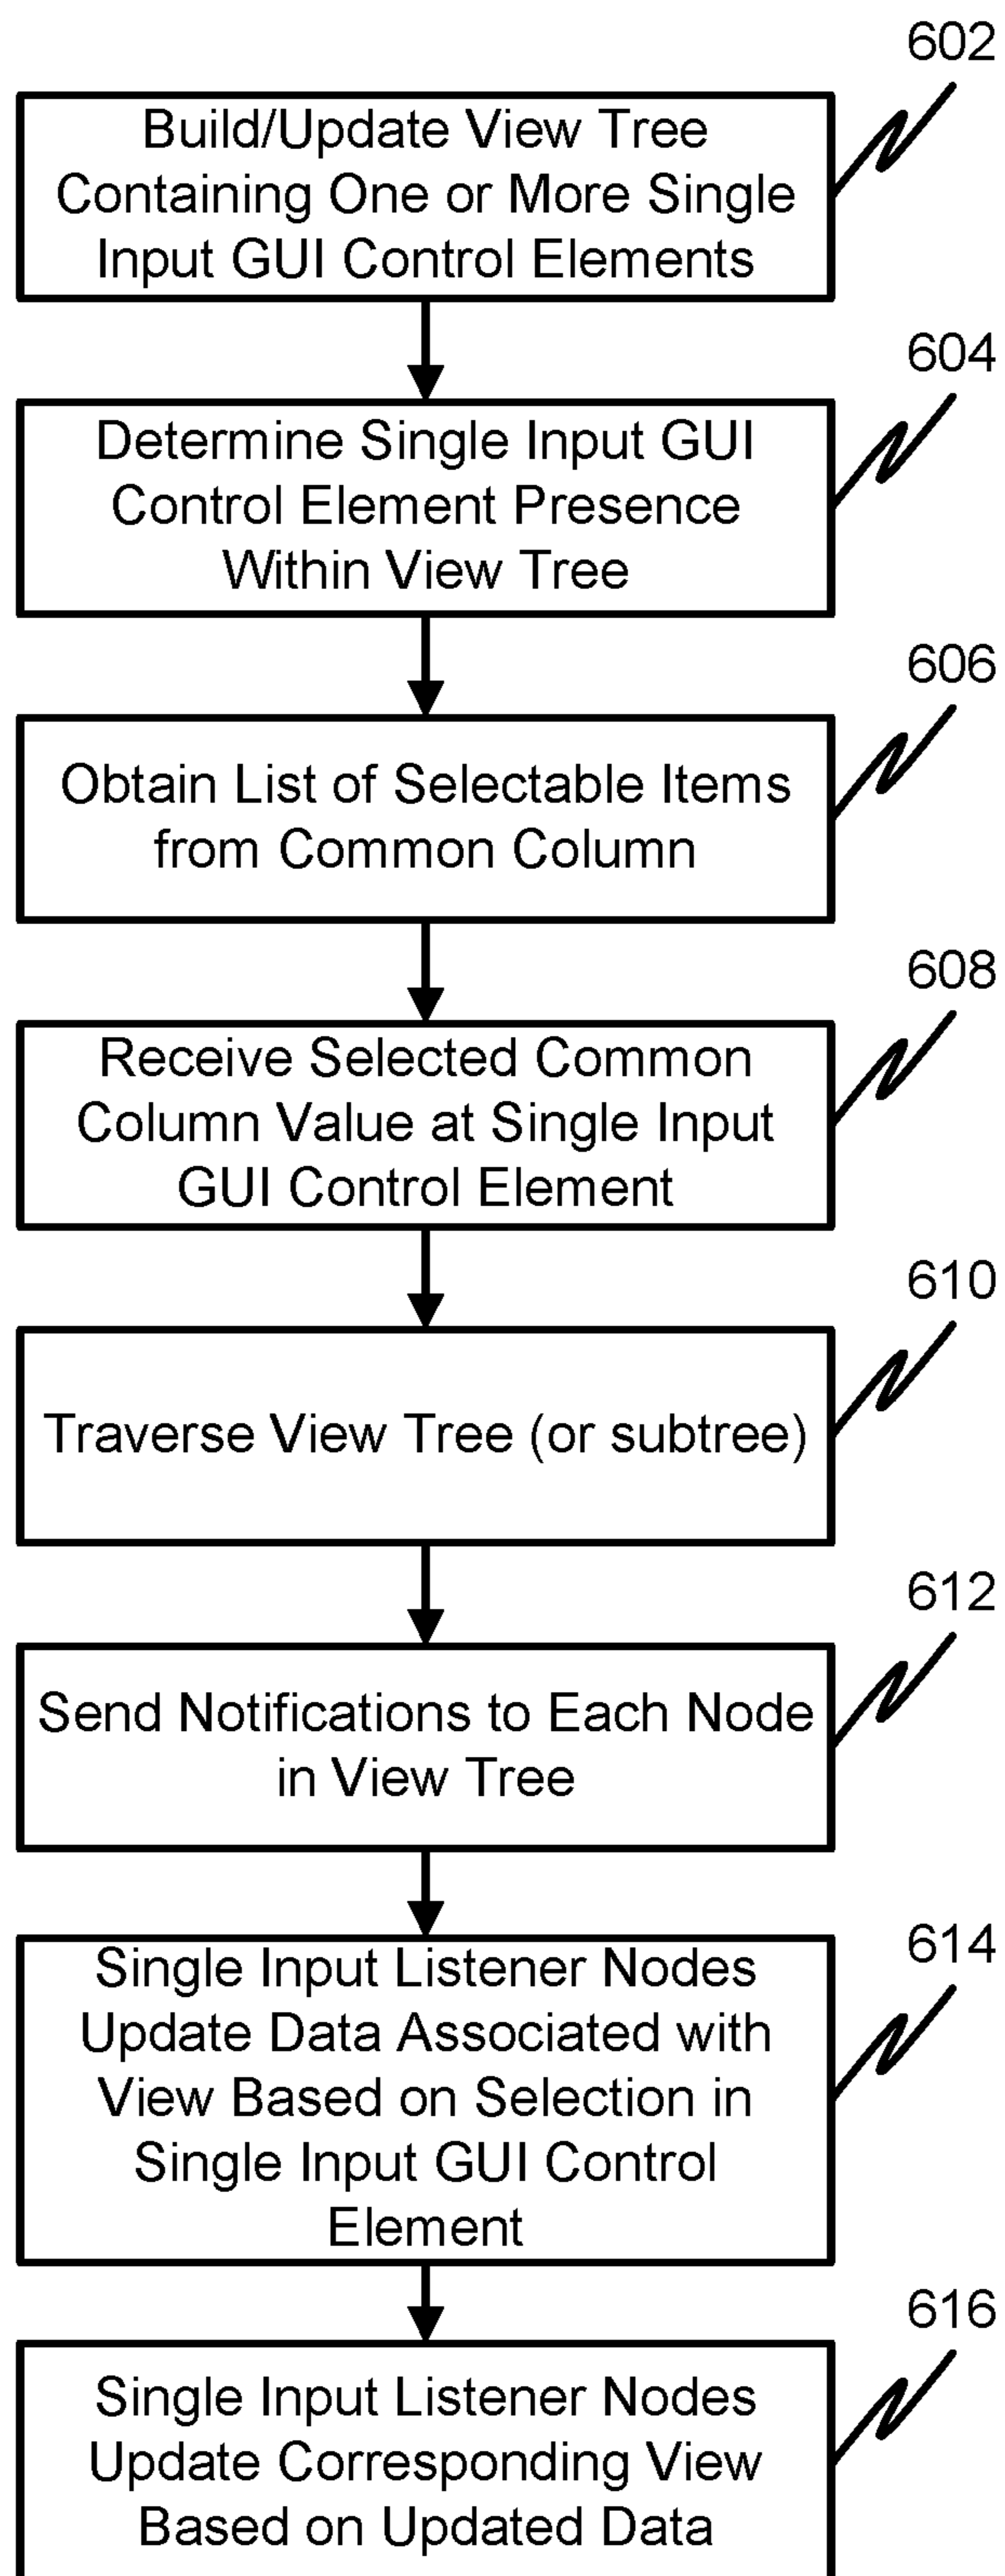 602
Build/Update View Tree
Containing One or More Single
Input GUI Control Elements
604
Determine Single Input GUI
Control Element Presence
Within View Tree
606
Obtain List of Selectable Items
from Common Column
608
Receive Selected Common
Column Value at Single Input
GUI Control Element
610
Traverse View Tree (or subtree)
612
Send Notifications to Each Node
in View Tree
614
Single Input Listener Nodes
Update Data Associated with
View Based on Selection in
Single Input GUI Control
Element
616
Single Input Listener Nodes
Update Corresponding View
Based on Updated Data